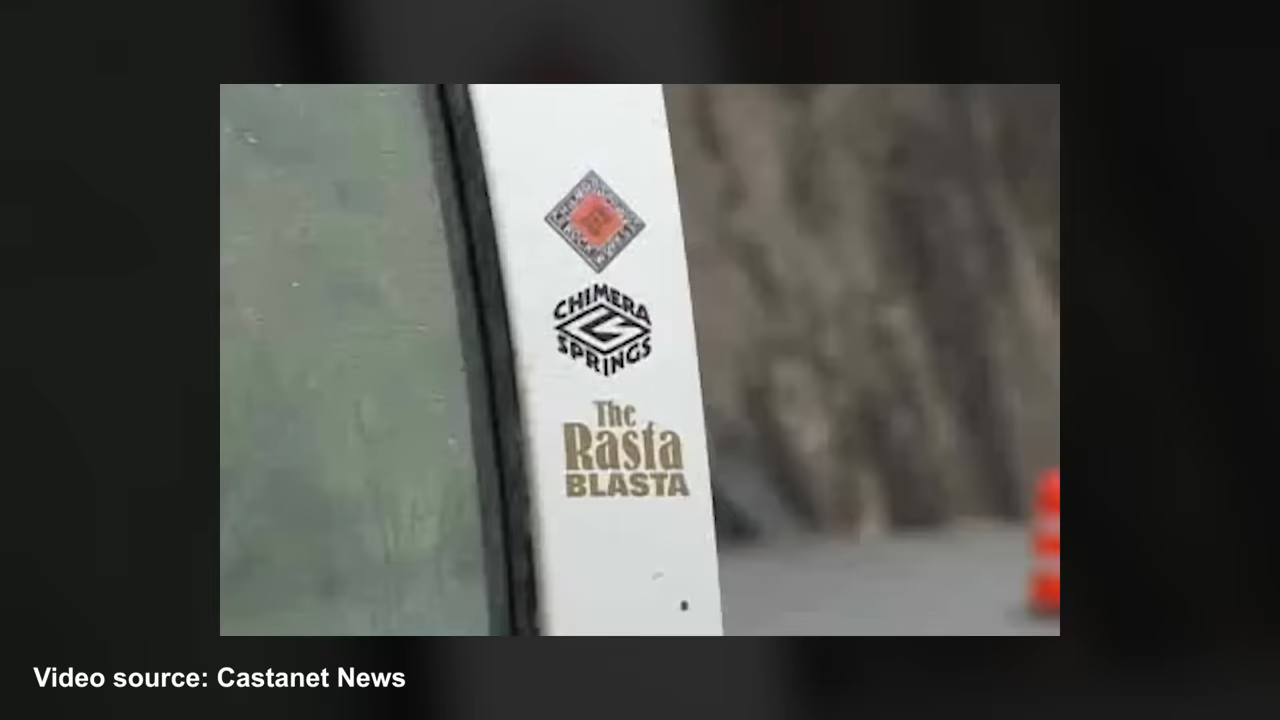 CHIMERA
SPRINGS
The
Rasta
BLASTA
Video source: Castanet News